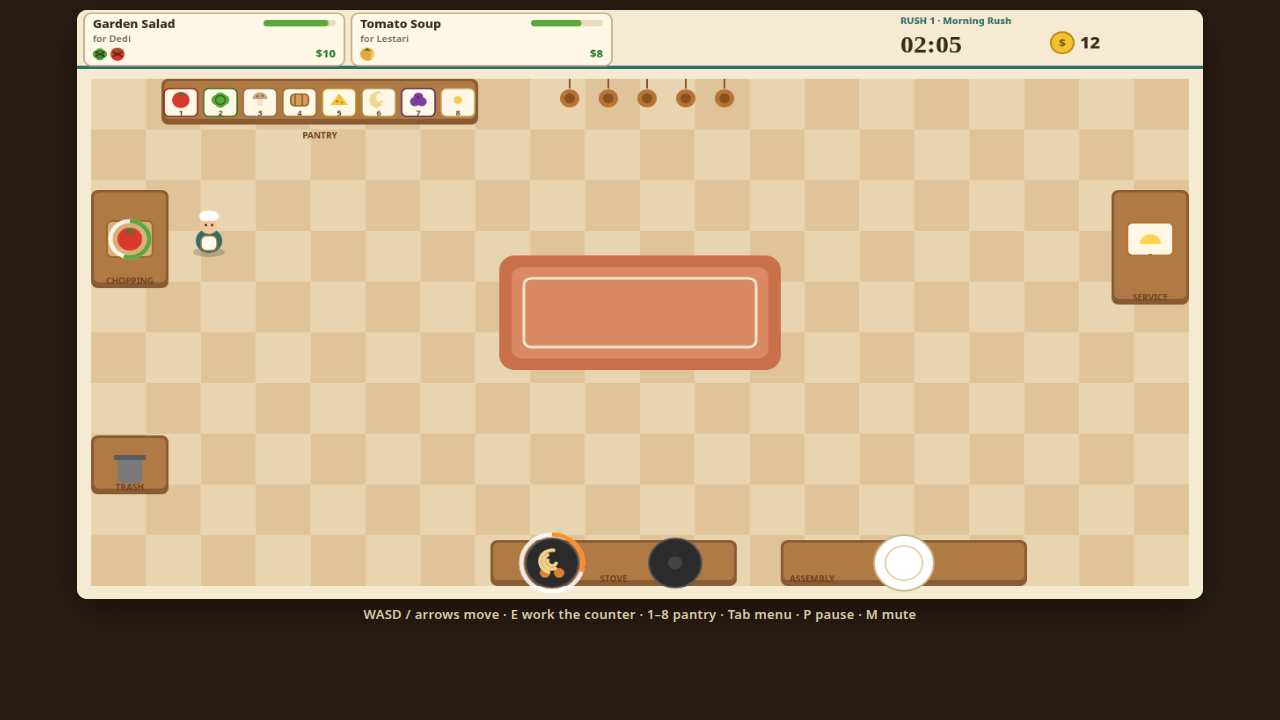 Garden Salad
for Dedi
$10
Tomato Soup
for Lestari
$8
RUSH 1 · Morning Rush
02:05
$ 12
1 2 3 4 5 6 7 8
PANTRY
CHOPPING
SERVICE
TRASH
STOVE
ASSEMBLY
WASD / arrows move · E work the counter · 1–8 pantry · Tab menu · P pause · M mute